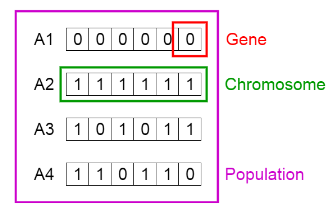 A1 0 0 0 0 0 0 Gene
A2 1 1 1 1 1 1 Chromosome
A3 1 0 1 0 1 1
A4 1 1 0 1 1 0 Population